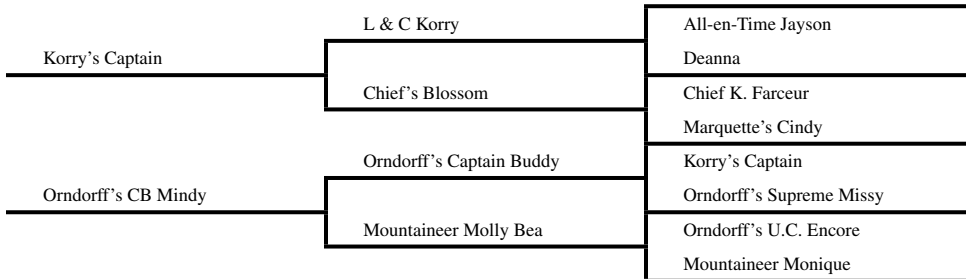 L & C Korry
All-en-Time Jayson
Korry's Captain
Deanna
Chief's Blossom
Chief K. Farceur
Marquette's Cindy
Orndorff's Captain Buddy
Korry's Captain
Orndorff's CB Mindy
Orndorff's Supreme Missy
Mountaineer Molly Bea
Orndorff's U.C. Encore
Mountaineer Monique